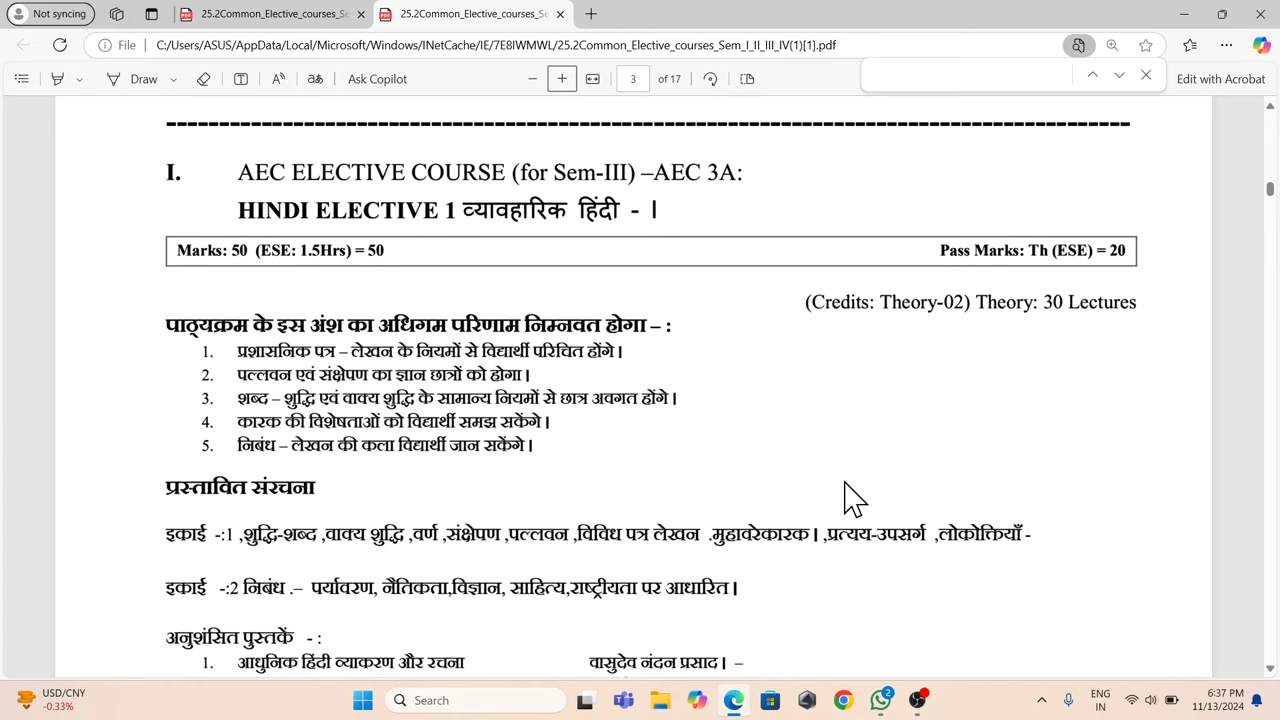 Not syncing
25.2Common_Elective_courses_Se
25.2Common_Elective_courses_Se
File C:/Users/ASUS/AppData/Local/Microsoft/Windows/INetCache/IE/7E8IWMWL/25.2Common_Elective_courses_Sem_I_II_III_IV(1)[1].pdf
Draw
Ask Copilot
3 of 17
Edit with Acrobat
I. AEC ELECTIVE COURSE (for Sem-III) –AEC 3A:
HINDI ELECTIVE 1 व्यावहारिक हिंदी - I
Marks: 50 (ESE: 1.5Hrs) = 50 Pass Marks: Th (ESE) = 20
(Credits: Theory-02) Theory: 30 Lectures
पाठ्यक्रम के इस अंश का अधिगम परिणाम निम्नवत होगा – :
1. प्रशासनिक पत्र – लेखन के नियमों से विद्यार्थी परिचित होंगे ।
2. पल्लवन एवं संक्षेपण का ज्ञान छात्रों को होगा ।
3. शब्द – शुद्धि एवं वाक्य शुद्धि के सामान्य नियमों से छात्र अवगत होंगे ।
4. कारक की विशेषताओं को विद्यार्थी समझ सकेंगे ।
5. निबंध – लेखन की कला विद्यार्थी जान सकेंगे ।
प्रस्तावित संरचना
इकाई -:1 ,शुद्धि-शब्द ,वाक्य शुद्धि ,वर्ण ,संक्षेपण ,पल्लवन ,विविध पत्र लेखन .मुहावरेकारक । ,प्रत्यय-उपसर्ग ,लोकोक्तियाँ -
इकाई -:2 निबंध .– पर्यावरण, नैतिकता,विज्ञान, साहित्य,राष्ट्रीयता पर आधारित ।
अनुशंसित पुस्तकें - :
1. आधुनिक हिंदी व्याकरण और रचना वासुदेव नंदन प्रसाद । –
USD/CNY
-0.33%
Search
2
ENG
IN
6:37 PM
11/13/2024